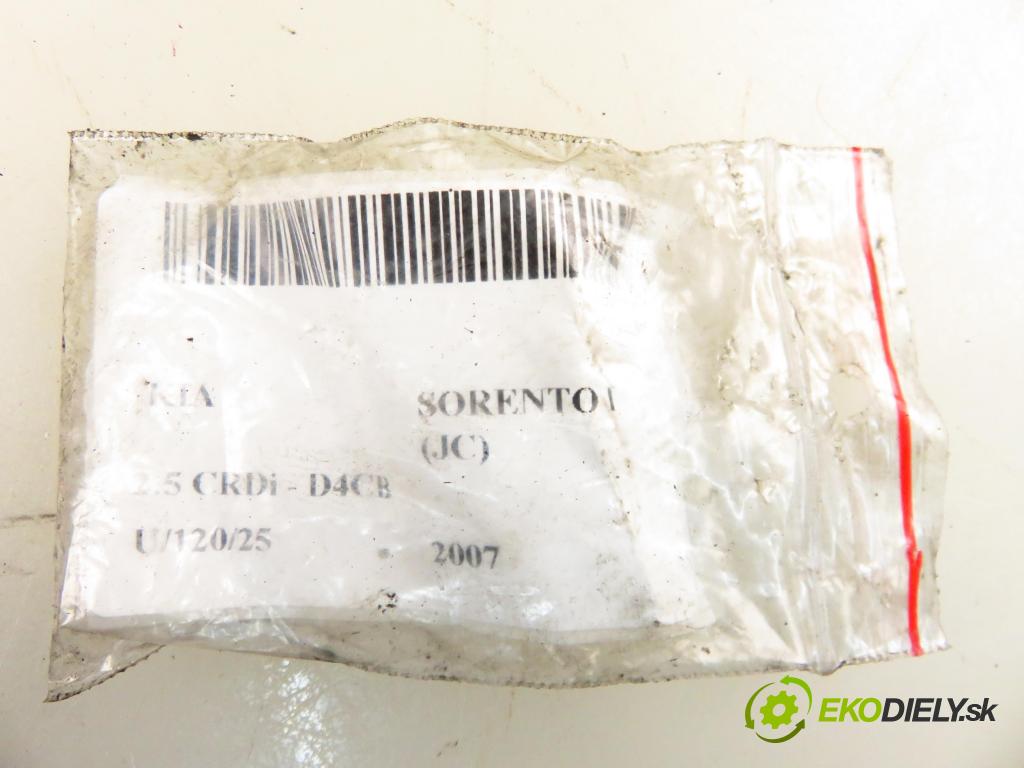 KIA SORENTO I
(JC)
2.5 CRDi - D4CB
U/120/25 2007
EKODIELY.sk